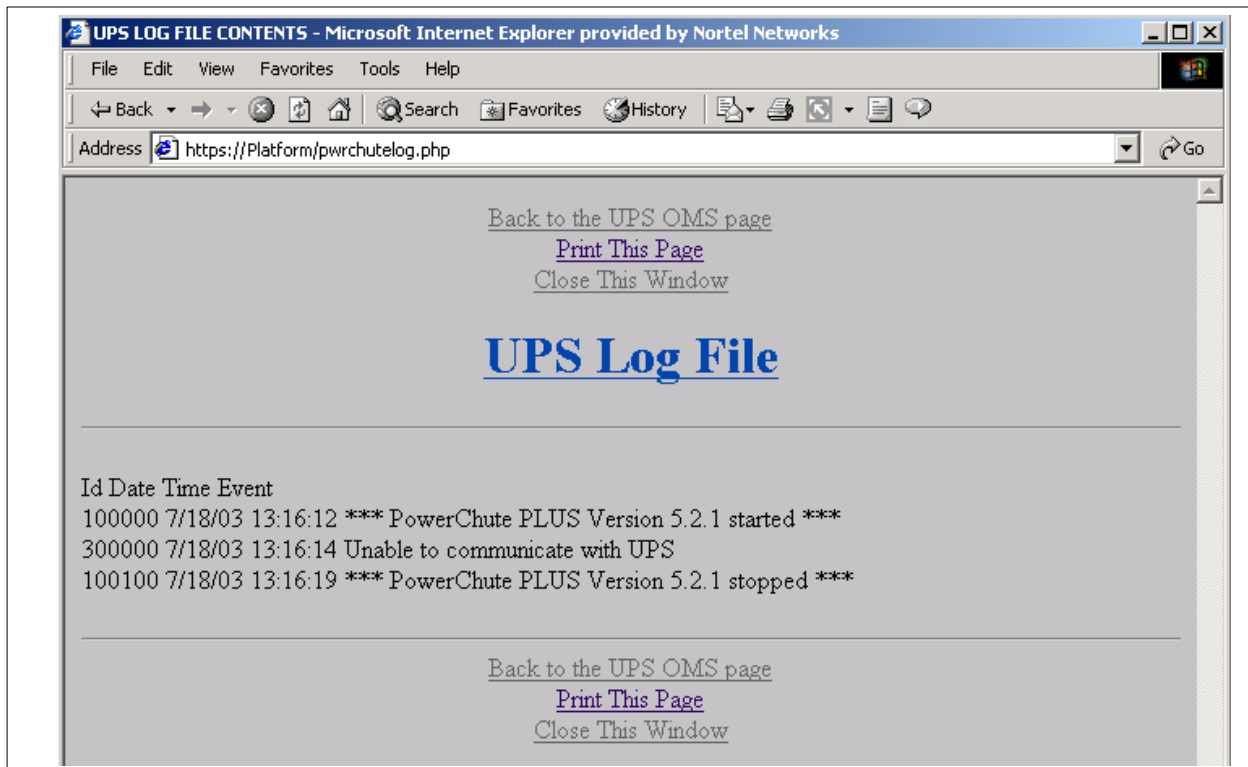 UPS LOG FILE CONTENTS - Microsoft Internet Explorer provided by Nortel Networks
File Edit View Favorites Tools Help
Back Search Favorites History
Address https://Platform/pwrchutelog.php Go
Back to the UPS OMS page
Print This Page
Close This Window
UPS Log File
Id Date Time Event
100000 7/18/03 13:16:12 *** PowerChute PLUS Version 5.2.1 started ***
300000 7/18/03 13:16:14 Unable to communicate with UPS
100100 7/18/03 13:16:19 *** PowerChute PLUS Version 5.2.1 stopped ***
Back to the UPS OMS page
Print This Page
Close This Window